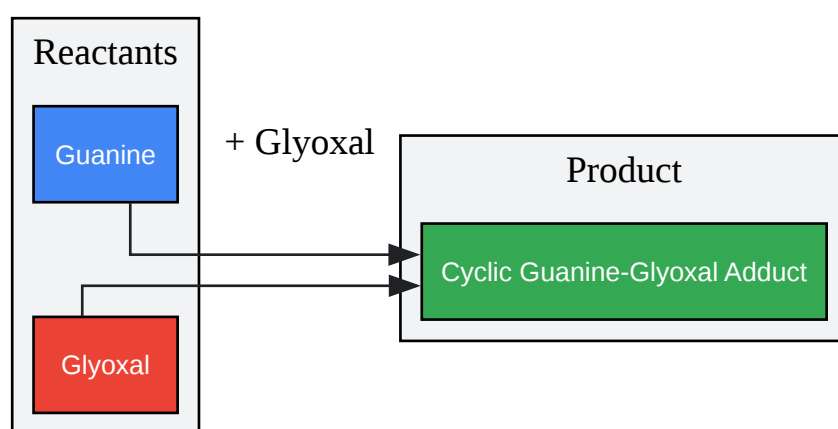 Reactants
Guanine
+ Glyoxal
Product
Cyclic Guanine-Glyoxal Adduct
Glyoxal